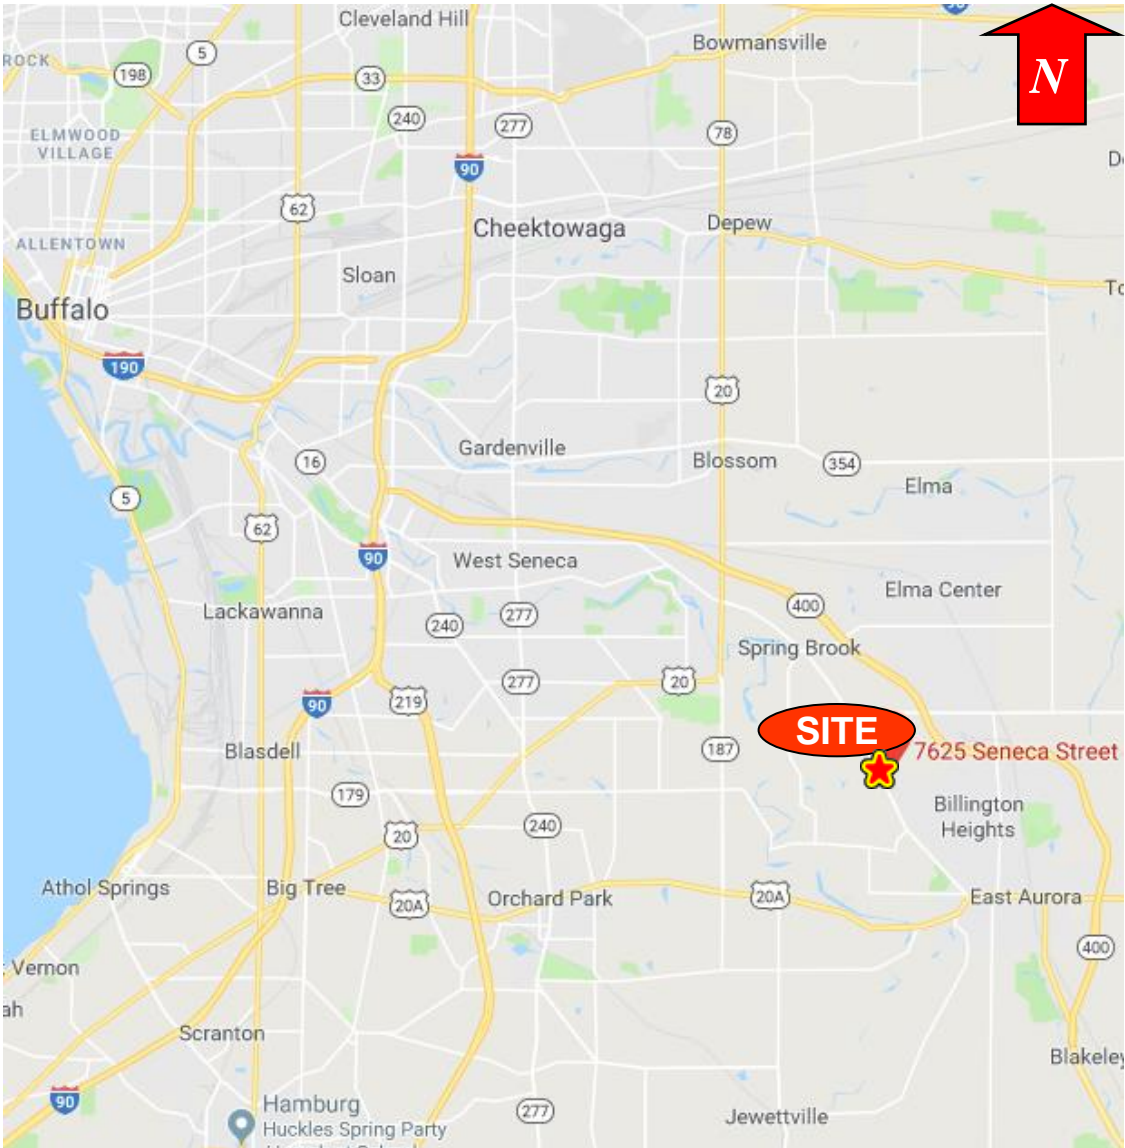 Cleveland Hill
90
N
Bowmansville
5
ROCK
198
33
240
277
78
ELMWOOD
VILLAGE
90
62
Cheektowaga
Depew
ALLENTOWN
Sloan
Buffalo
190
20
Gardenville
Blossom
354
16
Elma
5
62
90
West Seneca
Elma Center
400
Lackawanna
240
277
Spring Brook
277
20
90
219
SITE
187
7625 Seneca Street
Blasdell
179
Billington
Heights
20
240
Athol Springs
Big Tree
20A
Orchard Park
20A
East Aurora
400
Vernon
ah
Scranton
Blakeley
90
Hamburg
Huckles Spring Party
277
Jewettville